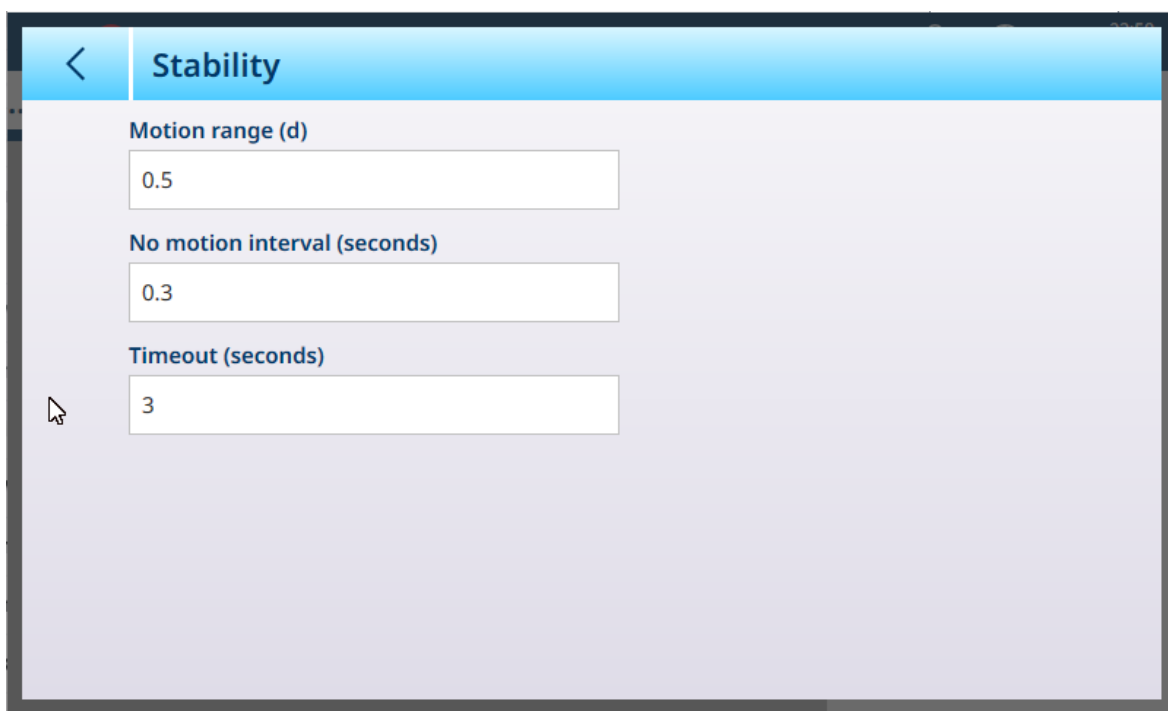 Stability
Motion range (d)
0.5
No motion interval (seconds)
0.3
Timeout (seconds)
3